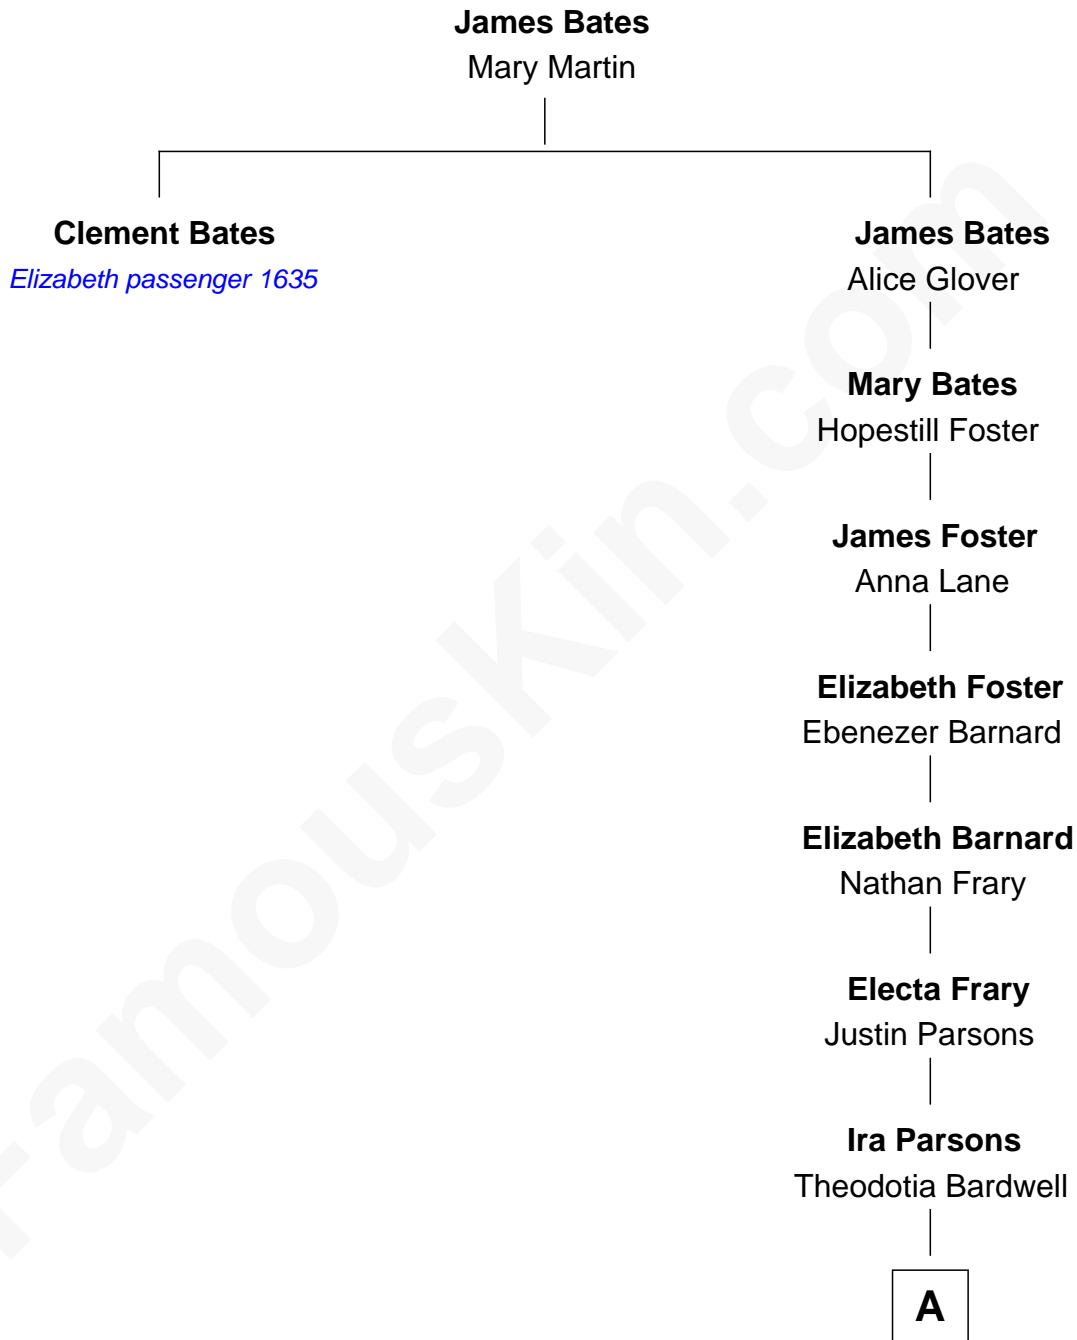 James Bates
Mary Martin
Clement Bates
Elizabeth passenger 1635
James Bates
Alice Glover
Mary Bates
Hopestill Foster
James Foster
Anna Lane
Elizabeth Foster
Ebenezer Barnard
Elizabeth Barnard
Nathan Frary
Electa Frary
Justin Parsons
Ira Parsons
Theodotia Bardwell
A
FamousKin.com